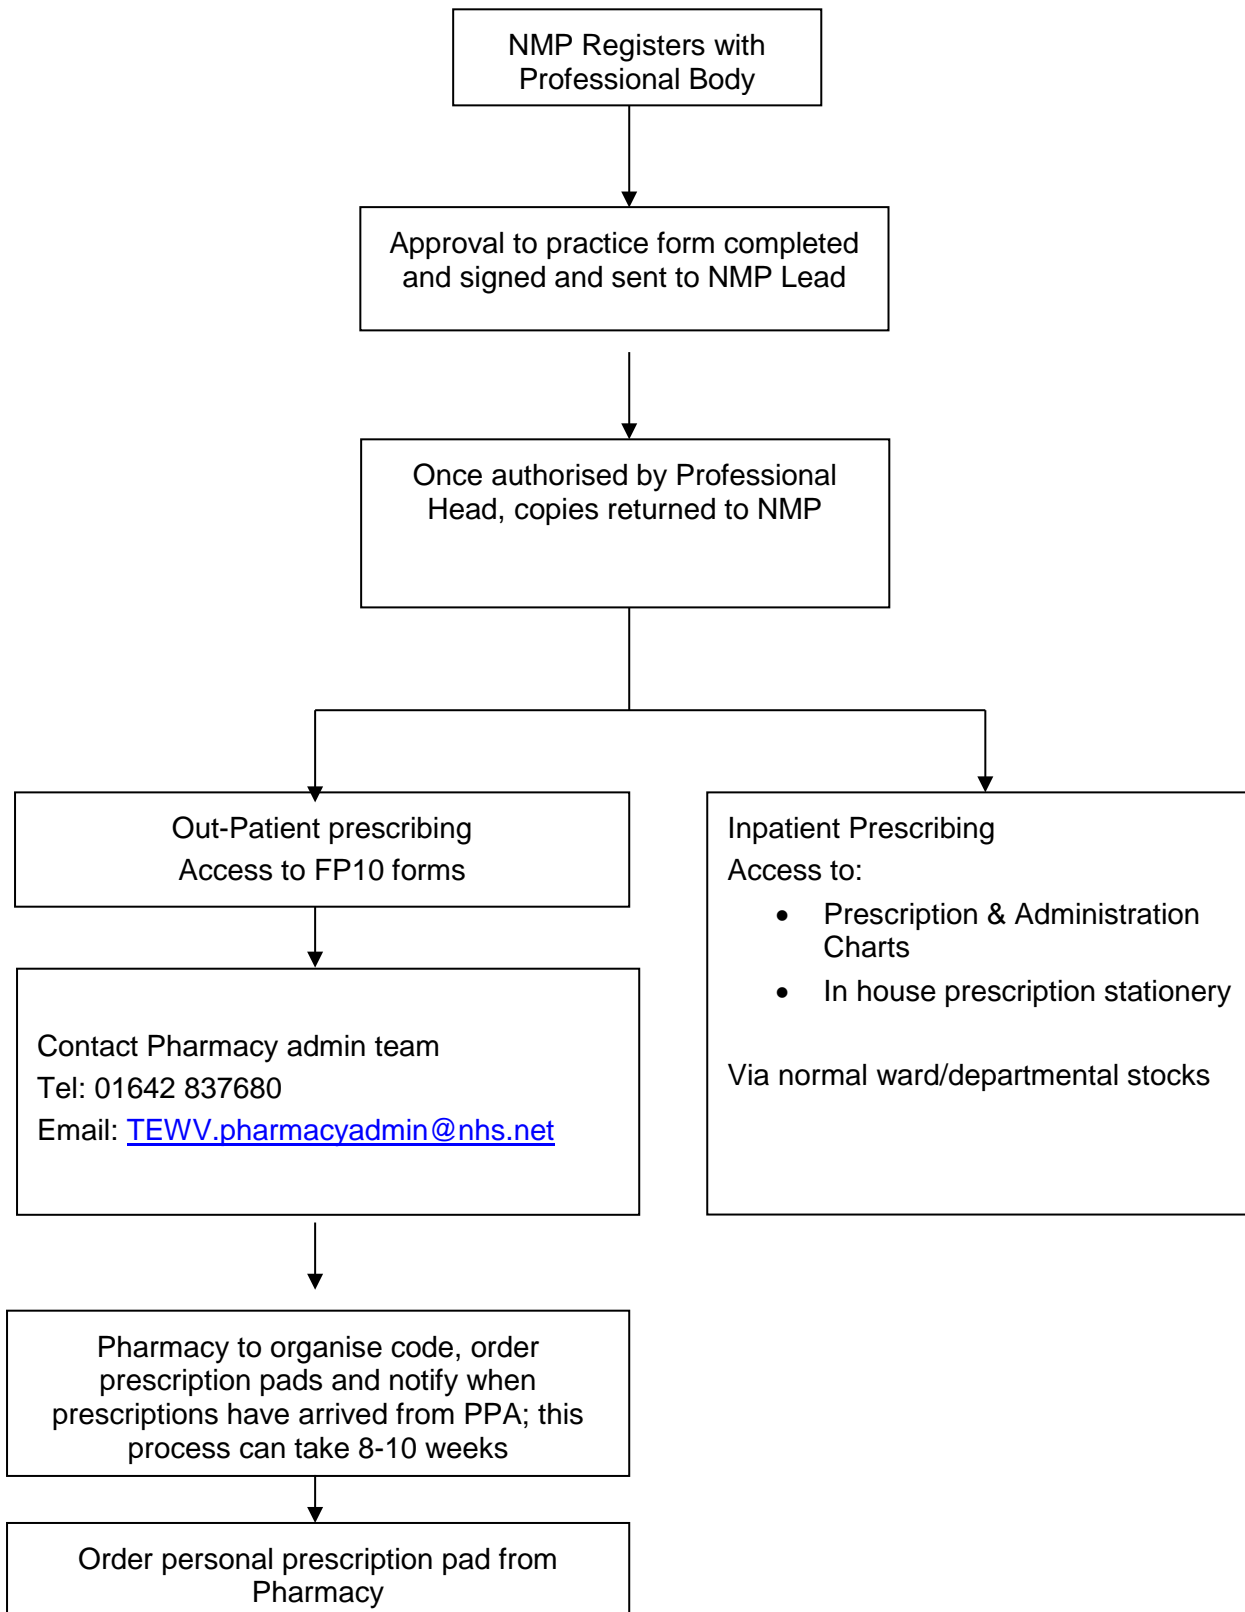 NMP Registers with
Professional Body
Approval to practice form completed
and signed and sent to NMP Lead
Once authorised by Professional
Head, copies returned to NMP
Out-Patient prescribing
Access to FP10 forms
Contact Pharmacy admin team
Tel: 01642 837680
Email: TEWV.pharmacyadmin@nhs.net
Pharmacy to organise code, order
prescription pads and notify when
prescriptions have arrived from PPA; this
process can take 8-10 weeks
Order personal prescription pad from
Pharmacy
Inpatient Prescribing
Access to:
• Prescription & Administration
Charts
• In house prescription stationery
Via normal ward/departmental stocks